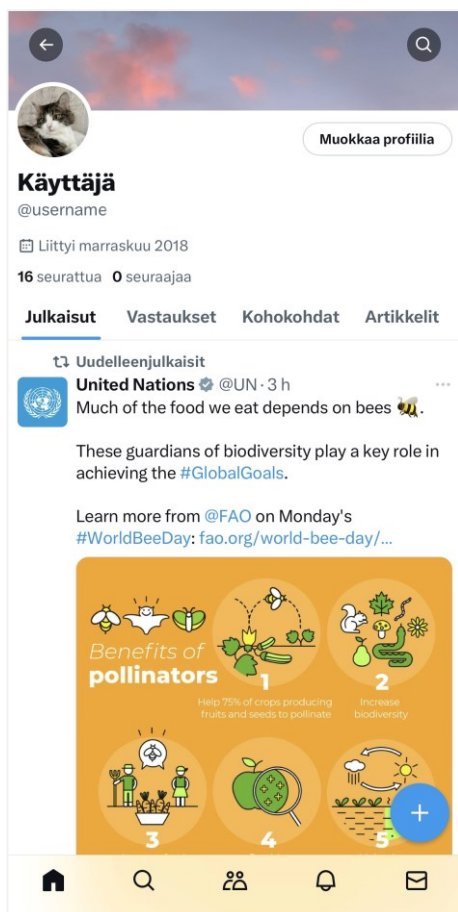 Muokkaa profiilia
Käyttäjä
@username
Liittyi marraskuu 2018
16 seurattua 0 seuraajaa
Julkaisut Vastaukset Kohokohdat Artikkelit
Uudelleenjulkaisit
United Nations @UN · 3 h
Much of the food we eat depends on bees 🐝.
These guardians of biodiversity play a key role in
achieving the #GlobalGoals.
Learn more from @FAO on Monday's
#WorldBeeDay: fao.org/world-bee-day/...
Benefits of
pollinators
1
Help 75% of crops producing
fruits and seeds to pollinate
2
Increase
biodiversity
3
4
5